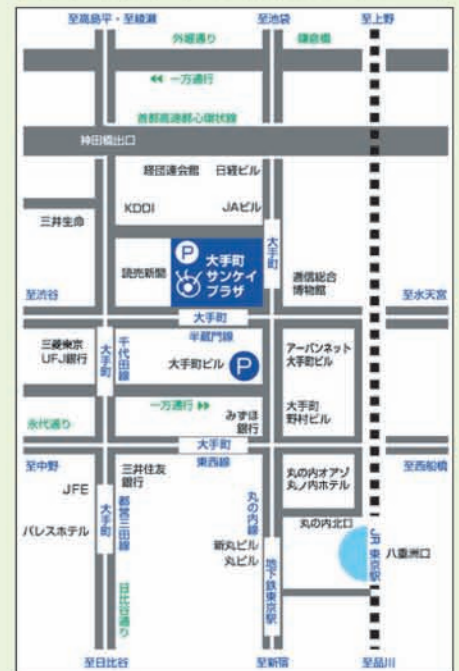 至高島平・至綾瀬
至池袋
至上野
外堀通り
鎌倉橋
一方通行
首都高速都心環状線
神田橋出口
経団連会館
日経ビル
KDDI
JAビル
三井生命
大手町
P
大手町
サンケイ
プラザ
読売新聞
逓信総合
博物館
至渋谷
至水天宮
大手町
半蔵門線
三菱東京
UFJ銀行
大手町
千代田線
大手町ビル
P
アーバンネット
大手町ビル
一方通行
みずほ
銀行
大手町
野村ビル
永代通り
大手町
東西線
至中野
至西船橋
三井住友
銀行
丸の内オアゾ
丸ノ内ホテル
JFE
大手町
都営三田線
丸の内線
丸の内北口
パレスホテル
新丸ビル
丸ビル
地下鉄東京駅
JR東京駅
八重洲口
日比谷通り
至日比谷
至新宿
至品川